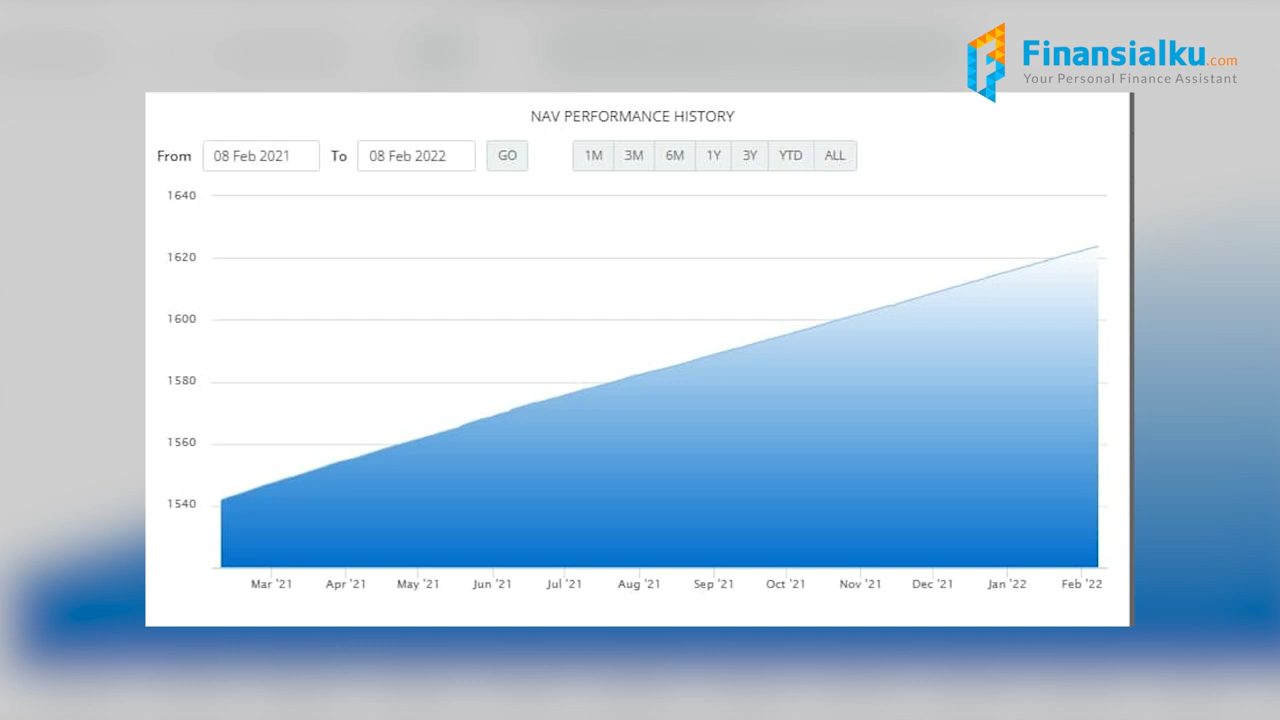 Finansialku.com
Your Personal Finance Assistant
NAV PERFORMANCE HISTORY
From 08 Feb 2021 To 08 Feb 2022 GO 1M 3M 6M 1Y 3Y YTD ALL
1640
1620
1600
1580
1560
1540
Mar '21 Apr '21 May '21 Jun '21 Jul '21 Aug '21 Sep '21 Oct '21 Nov '21 Dec '21 Jan '22 Feb '22